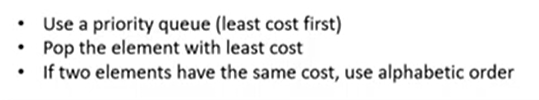 • Use a priority queue (least cost first)
• Pop the element with least cost
• If two elements have the same cost, use alphabetic order